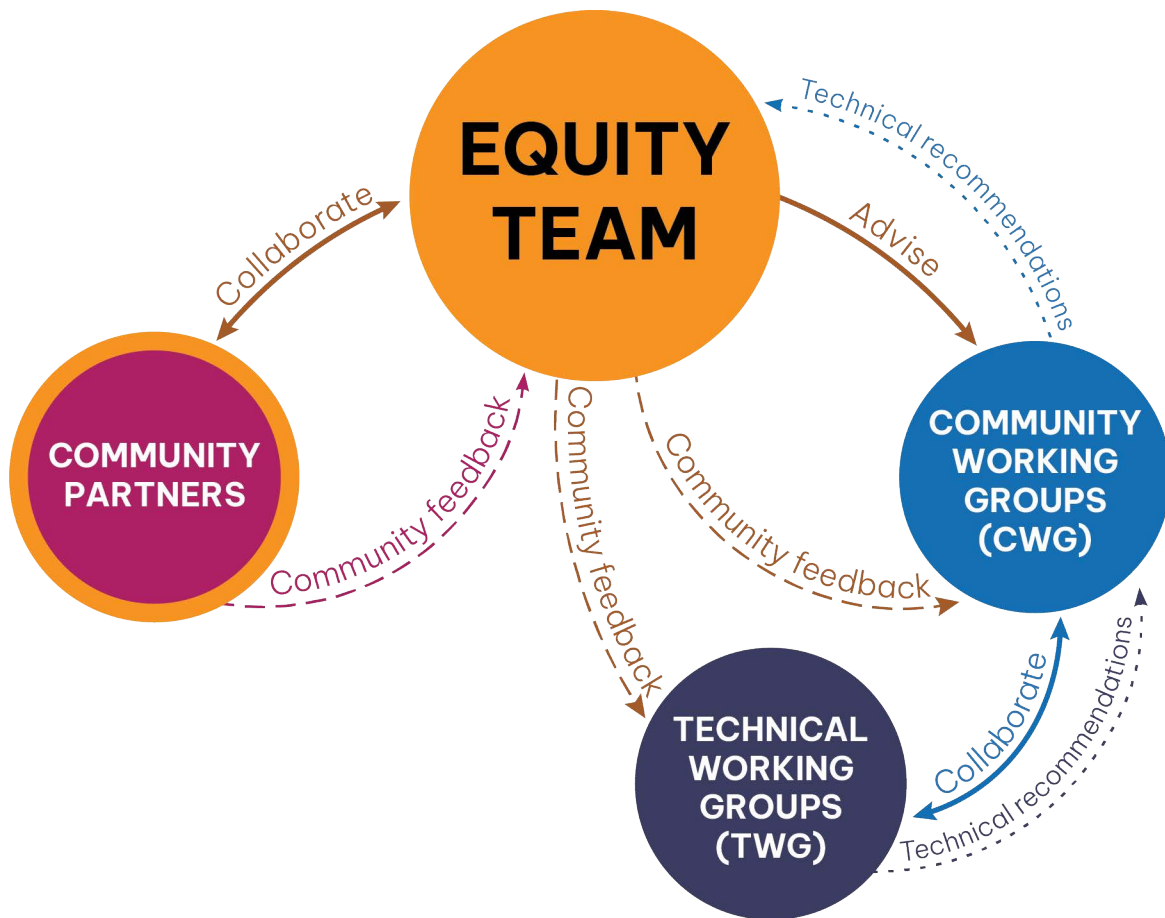 EQUITY
TEAM
Technical recommendations
Collaborate
Advise
COMMUNITY
PARTNERS
Community feedback
Community feedback
Community feedback
COMMUNITY
WORKING
GROUPS
(CWG)
TECHNICAL
WORKING
GROUPS
(TWG)
Collaborate
Technical recommendations